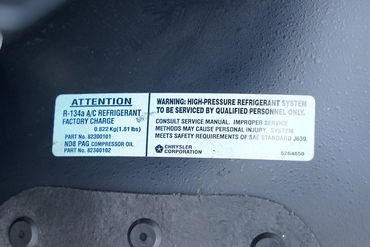 ATTENTION
R-134a A/C REFRIGERANT
FACTORY CHARGE
0.822 Kg(1.81 lbs)
PART No. 82300101
ND8 PAG COMPRESSOR OIL
PART No. 82300102
WARNING: HIGH-PRESSURE REFRIGERANT SYSTEM
TO BE SERVICED BY QUALIFIED PERSONNEL ONLY.
CONSULT SERVICE MANUAL. IMPROPER SERVICE
METHODS MAY CAUSE PERSONAL INJURY. SYSTEM
MEETS SAFETY REQUIREMENTS OF SAE STANDARD J639.
CHRYSLER
CORPORATION
5264650